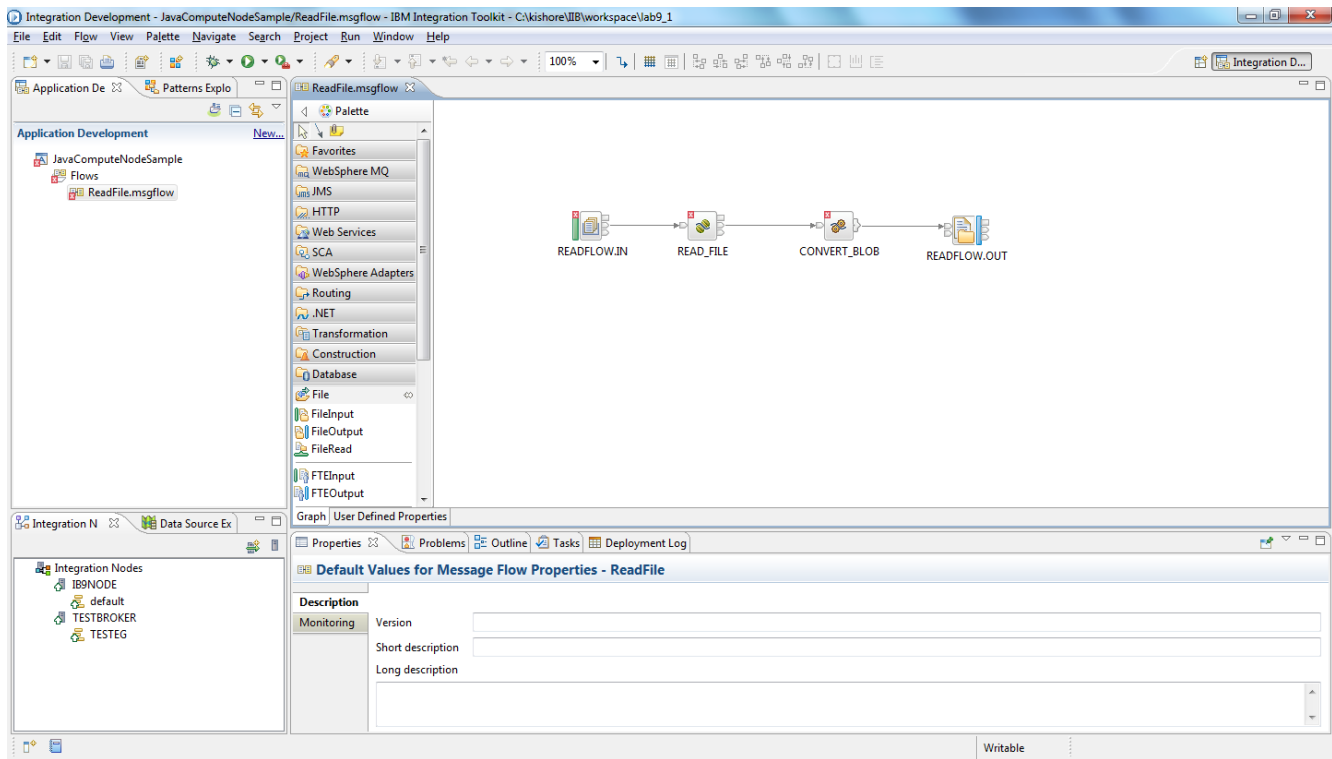 Integration Development - JavaComputeNodeSample/ReadFile.msgflow - IBM Integration Toolkit - C:\kishore\IIB\workspace\lab9_1
File Edit Flow View Palette Navigate Search Project Run Window Help
100%
Integration D...
Application De
Patterns Explo
Application Development New...
JavaComputeNodeSample
Flows
ReadFile.msgflow
ReadFile.msgflow
Palette
Favorites
WebSphere MQ
JMS
HTTP
Web Services
SCA
WebSphere Adapters
Routing
.NET
Transformation
Construction
Database
File
FileInput
FileOutput
FileRead
FTEInput
FTEOutput
READFLOW.IN
READ_FILE
CONVERT_BLOB
READFLOW.OUT
Graph User Defined Properties
Integration N
Data Source Ex
Integration Nodes
IB9NODE
default
TESTBROKER
TESTEG
Properties Problems Outline Tasks Deployment Log
Default Values for Message Flow Properties - ReadFile
Description
Monitoring
Version
Short description
Long description
Writable